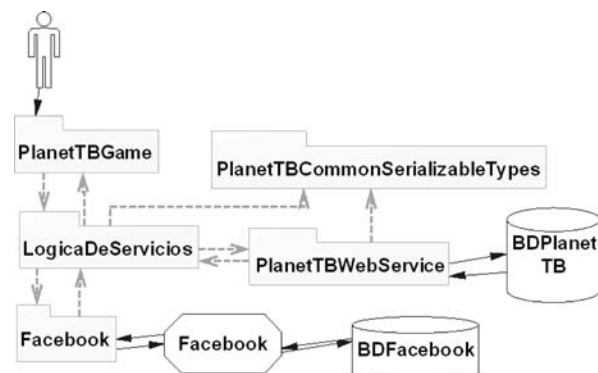 PlanetTBGame
PlanetTBCommonSerializableTypes
LogicaDeServicios
PlanetTBWebService
BDPlanet
TB
Facebook
Facebook
BDFacebook